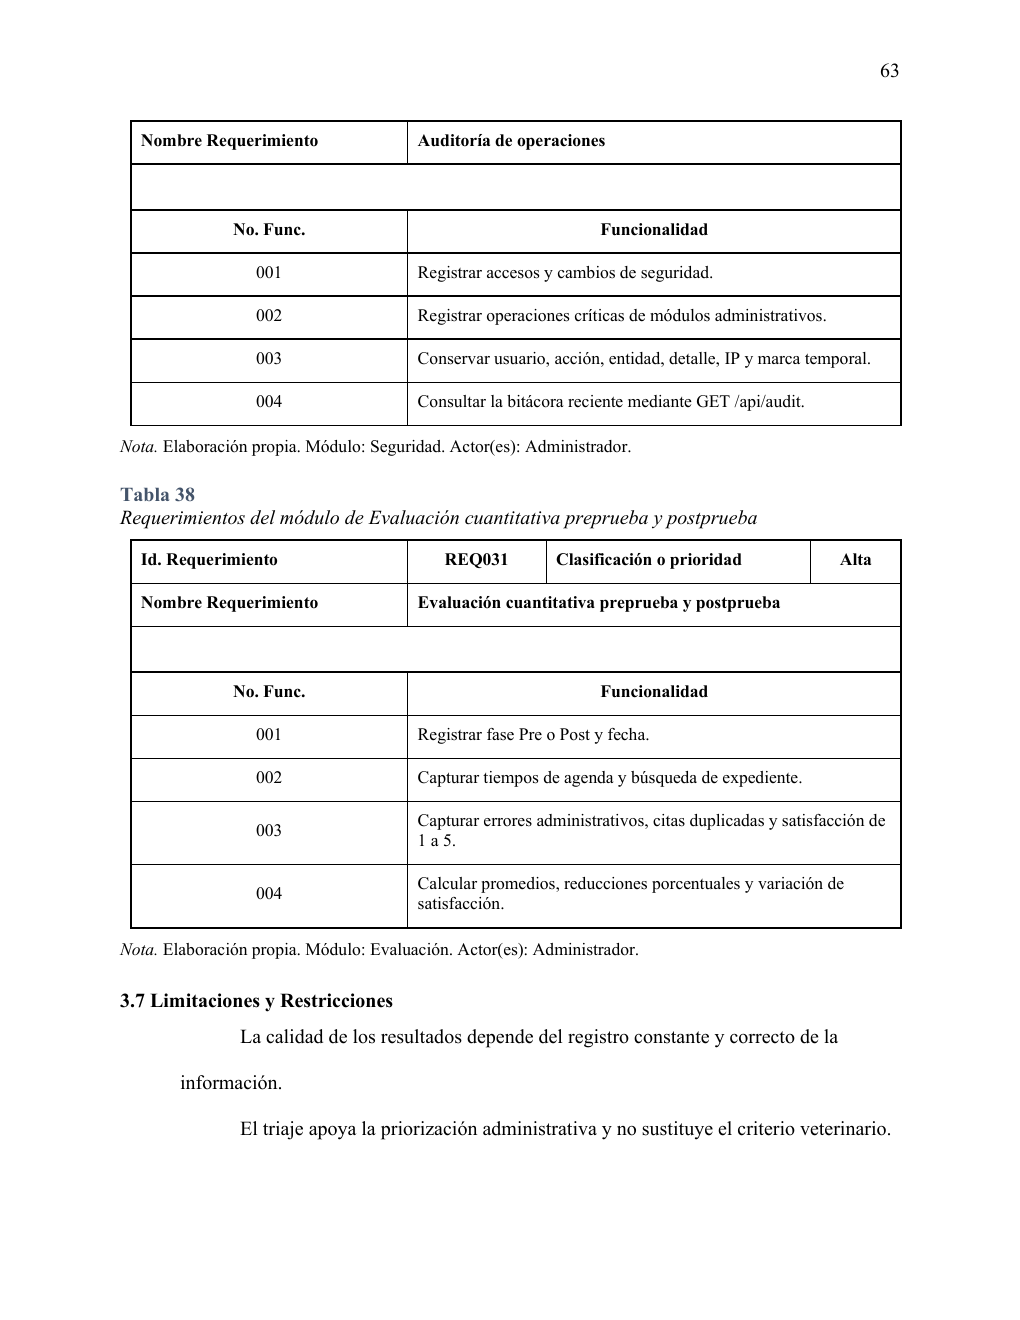 63
Nombre Requerimiento Auditoría de operaciones
No. Func. Funcionalidad
001 Registrar accesos y cambios de seguridad.
002 Registrar operaciones críticas de módulos administrativos.
003 Conservar usuario, acción, entidad, detalle, IP y marca temporal.
004 Consultar la bitácora reciente mediante GET /api/audit.
Nota. Elaboración propia. Módulo: Seguridad. Actor(es): Administrador.
Tabla 38
Requerimientos del módulo de Evaluación cuantitativa preprueba y postprueba
Id. Requerimiento REQ031 Clasificación o prioridad Alta
Nombre Requerimiento Evaluación cuantitativa preprueba y postprueba
No. Func. Funcionalidad
001 Registrar fase Pre o Post y fecha.
002 Capturar tiempos de agenda y búsqueda de expediente.
003 Capturar errores administrativos, citas duplicadas y satisfacción de
1 a 5.
004 Calcular promedios, reducciones porcentuales y variación de
satisfacción.
Nota. Elaboración propia. Módulo: Evaluación. Actor(es): Administrador.
3.7 Limitaciones y Restricciones
La calidad de los resultados depende del registro constante y correcto de la
información.
El triaje apoya la priorización administrativa y no sustituye el criterio veterinario.